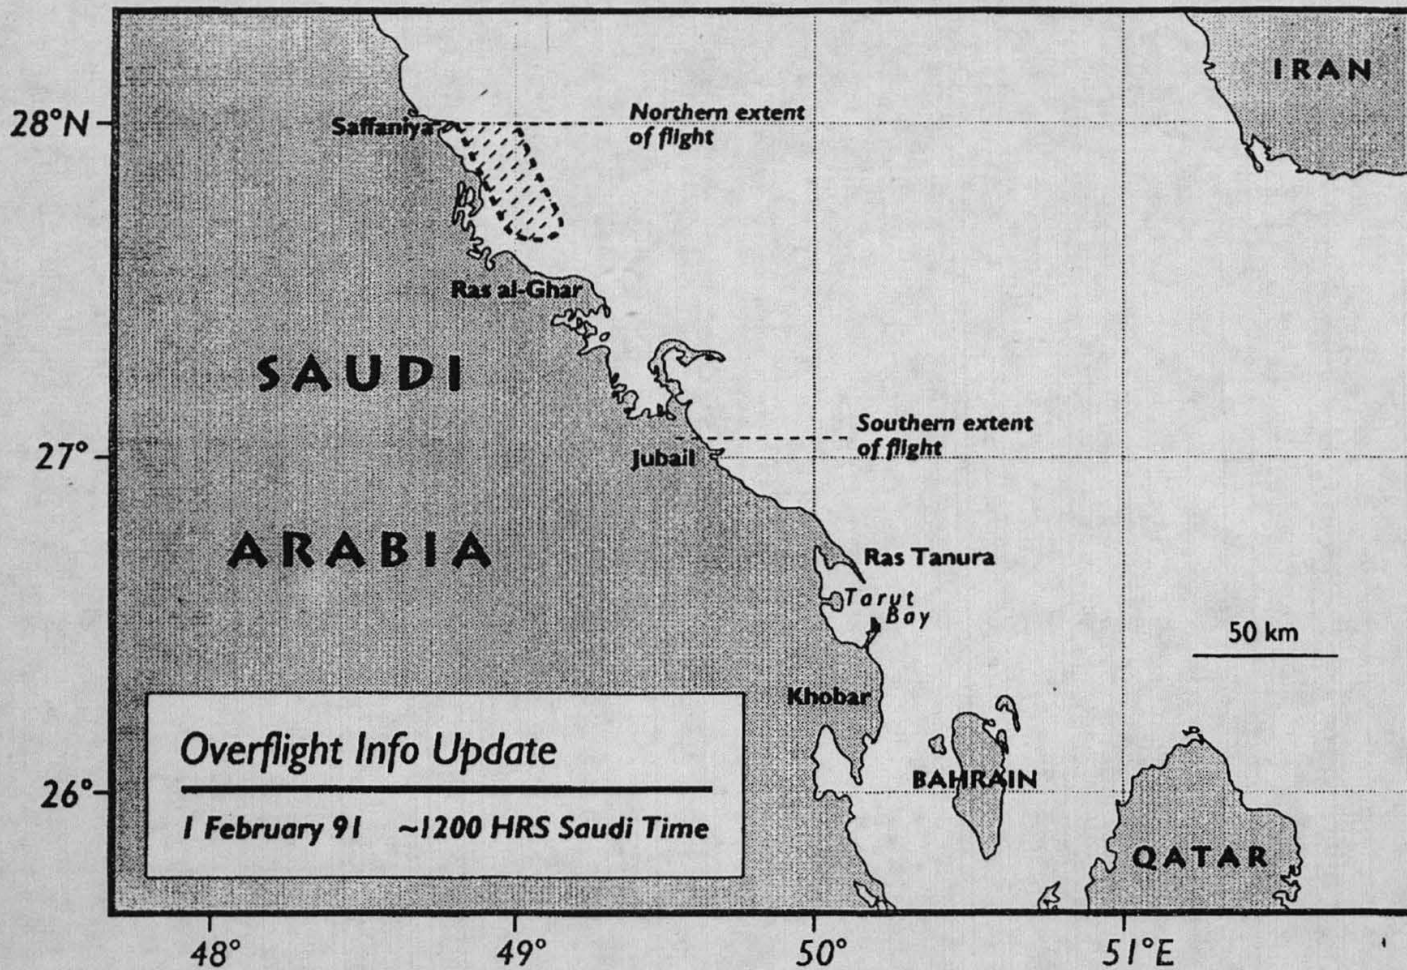 IRAN
28°N
Saffaniya
Northern extent
of flight
Ras al-Ghar
SAUDI
Southern extent
of flight
27°
Jubail
ARABIA
Ras Tanura
Tarut
Bay
50 km
Khobar
Overflight Info Update
26°
BAHRAIN
1 February 91 ~1200 HRS Saudi Time
QATAR
48°
49°
50°
51°E